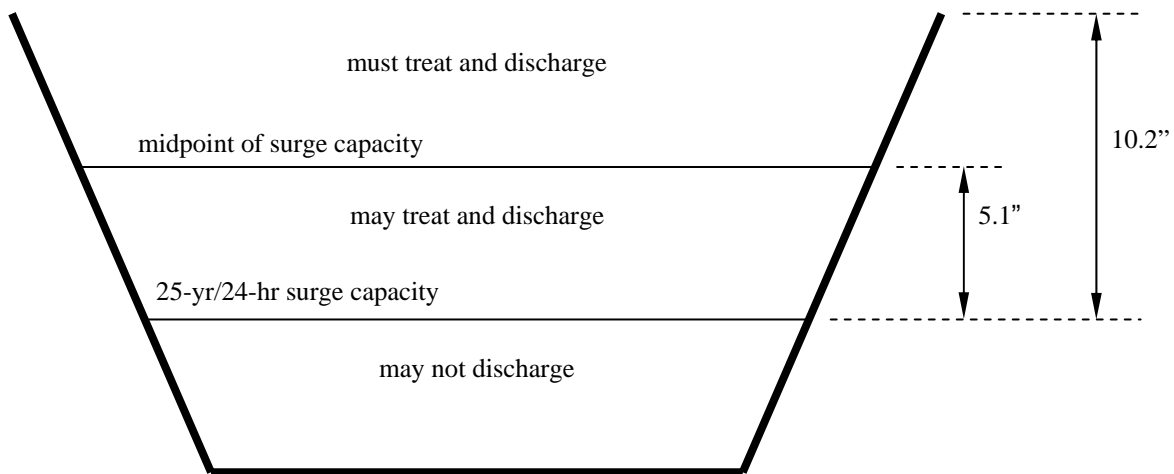 must treat and discharge
midpoint of surge capacity
10.2”
may treat and discharge
5.1”
25-yr/24-hr surge capacity
may not discharge